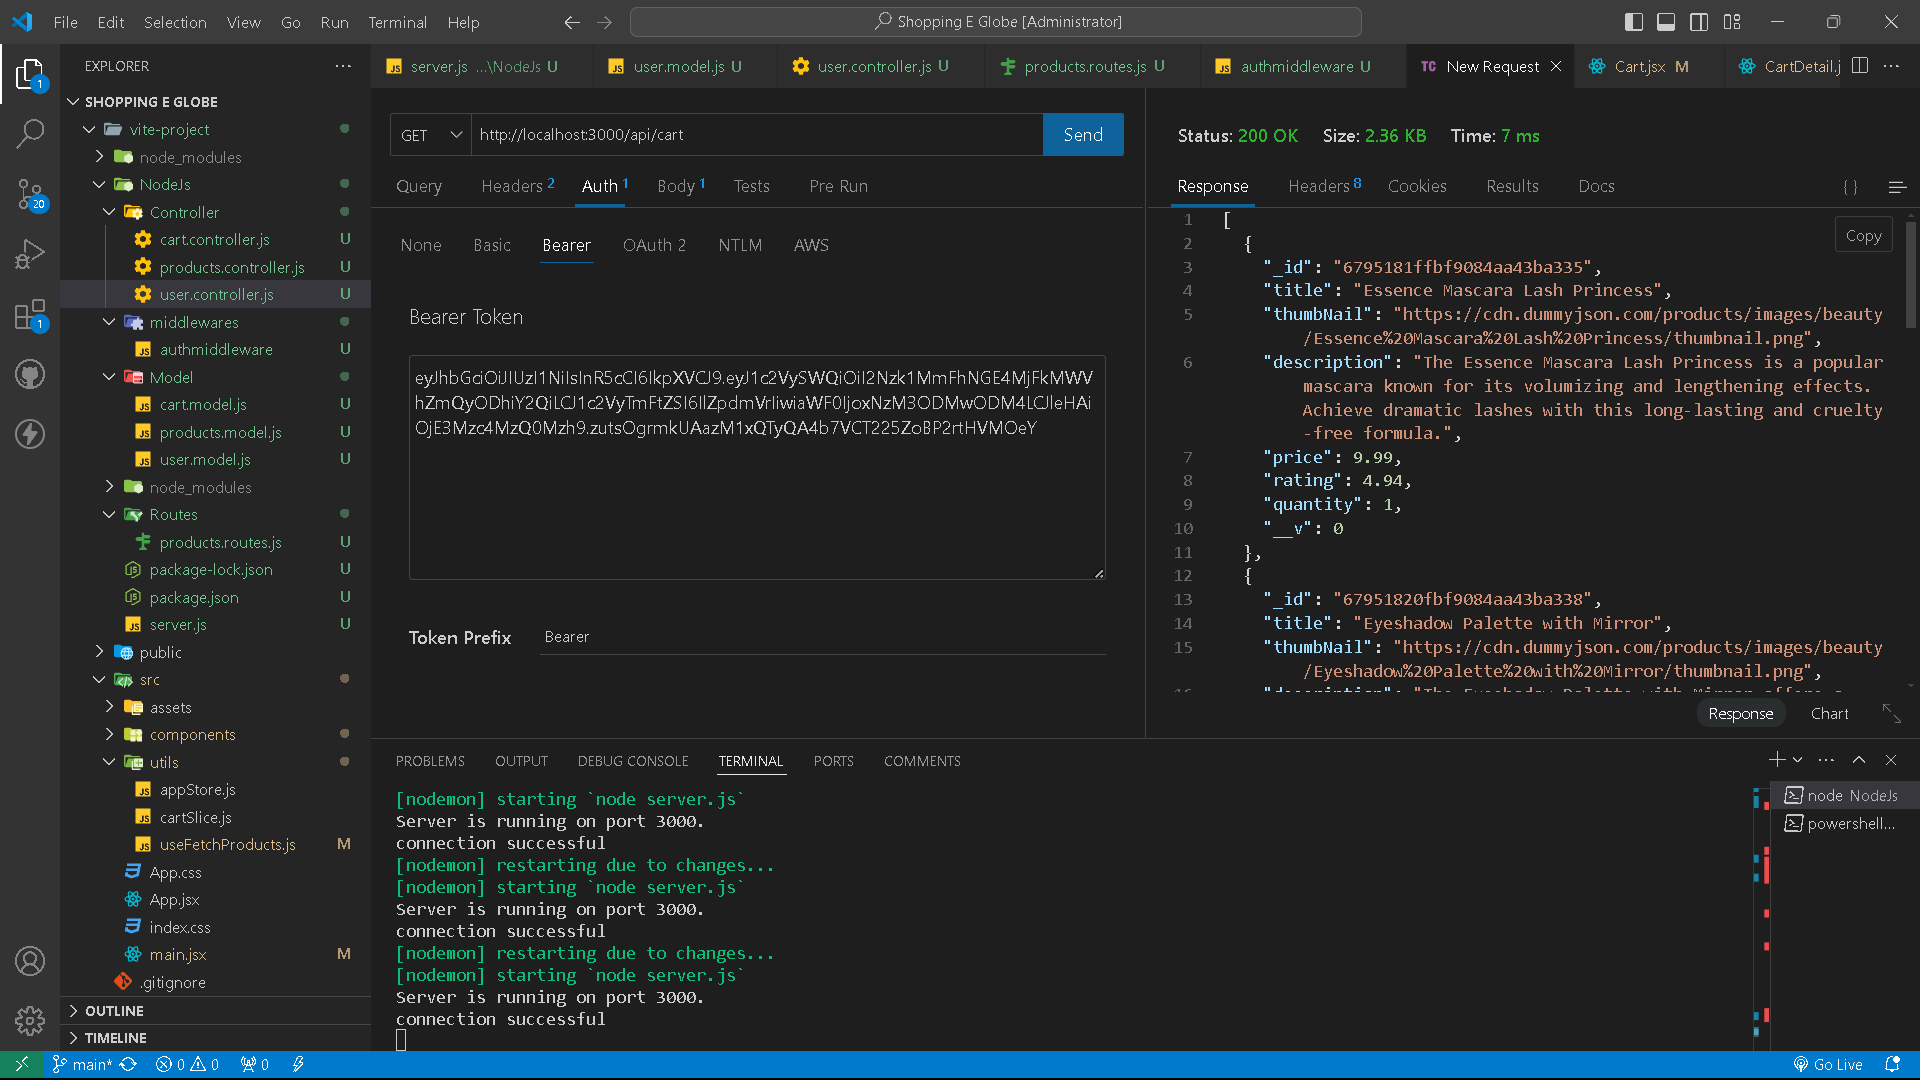 File Edit Selection View Go Run Terminal Help
Shopping E Globe [Administrator]
EXPLORER
SHOPPING E GLOBE
vite-project
node_modules
NodeJs
Controller
cart.controller.js U
products.controller.js U
user.controller.js U
middlewares
authmiddleware U
Model
cart.model.js U
products.model.js U
user.model.js U
node_modules
Routes
products.routes.js U
package-lock.json U
package.json U
server.js U
public
src
assets
components
utils
appStore.js
cartSlice.js
useFetchProducts.js M
App.css
App.jsx
index.css
main.jsx M
.gitignore
OUTLINE
TIMELINE
1
20
1
server.js ...\NodeJs U
user.model.js U
user.controller.js U
products.routes.js U
authmiddleware U
TC New Request
Cart.jsx M
CartDetail.j
GET http://localhost:3000/api/cart Send
Query Headers 2 Auth 1 Body 1 Tests Pre Run
None Basic Bearer OAuth 2 NTLM AWS
Bearer Token
Token Prefix Bearer
Status: 200 OK Size: 2.36 KB Time: 7 ms
Response Headers 8 Cookies Results Docs { }
Copy
1 [
2 {
3 "_id": "6795181ffbf9084aa43ba335",
4 "title": "Essence Mascara Lash Princess",
5 "thumbNail": "https://cdn.dummyjson.com/products/images/beauty
/Essence%20Mascara%20Lash%20Princess/thumbnail.png",
6 "description": "The Essence Mascara Lash Princess is a popular
mascara known for its volumizing and lengthening effects.
Achieve dramatic lashes with this long-lasting and cruelty
-free formula.",
7 "price": 9.99,
8 "rating": 4.94,
9 "quantity": 1,
10 "__v": 0
11 },
12 {
13 "_id": "67951820fbf9084aa43ba338",
14 "title": "Eyeshadow Palette with Mirror",
15 "thumbNail": "https://cdn.dummyjson.com/products/images/beauty
/Eyeshadow%20Palette%20with%20Mirror/thumbnail.png",
Response Chart
PROBLEMS OUTPUT DEBUG CONSOLE TERMINAL PORTS COMMENTS
[nodemon] starting `node server.js`
Server is running on port 3000.
connection successful
[nodemon] restarting due to changes...
[nodemon] starting `node server.js`
Server is running on port 3000.
connection successful
[nodemon] restarting due to changes...
[nodemon] starting `node server.js`
Server is running on port 3000.
connection successful
node NodeJs
powershell...
main* 0 0 0 Go Live